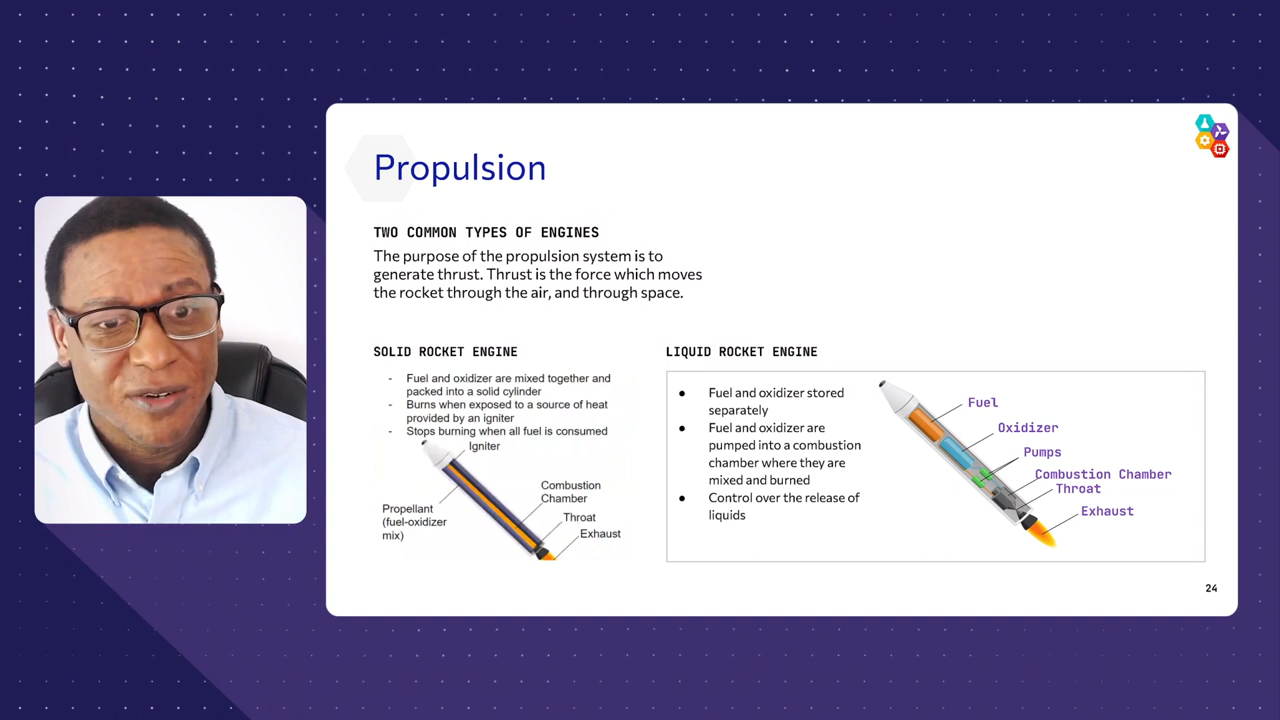 Propulsion
TWO COMMON TYPES OF ENGINES
The purpose of the propulsion system is to
generate thrust. Thrust is the force which moves
the rocket through the air, and through space.
SOLID ROCKET ENGINE
- Fuel and oxidizer are mixed together and
packed into a solid cylinder
- Burns when exposed to a source of heat
provided by an igniter
- Stops burning when all fuel is consumed
Igniter
Combustion
Chamber
Propellant
(fuel-oxidizer
mix)
Throat
Exhaust
LIQUID ROCKET ENGINE
● Fuel and oxidizer stored
separately
● Fuel and oxidizer are
pumped into a combustion
chamber where they are
mixed and burned
● Control over the release of
liquids
Fuel
Oxidizer
Pumps
Combustion Chamber
Throat
Exhaust
24